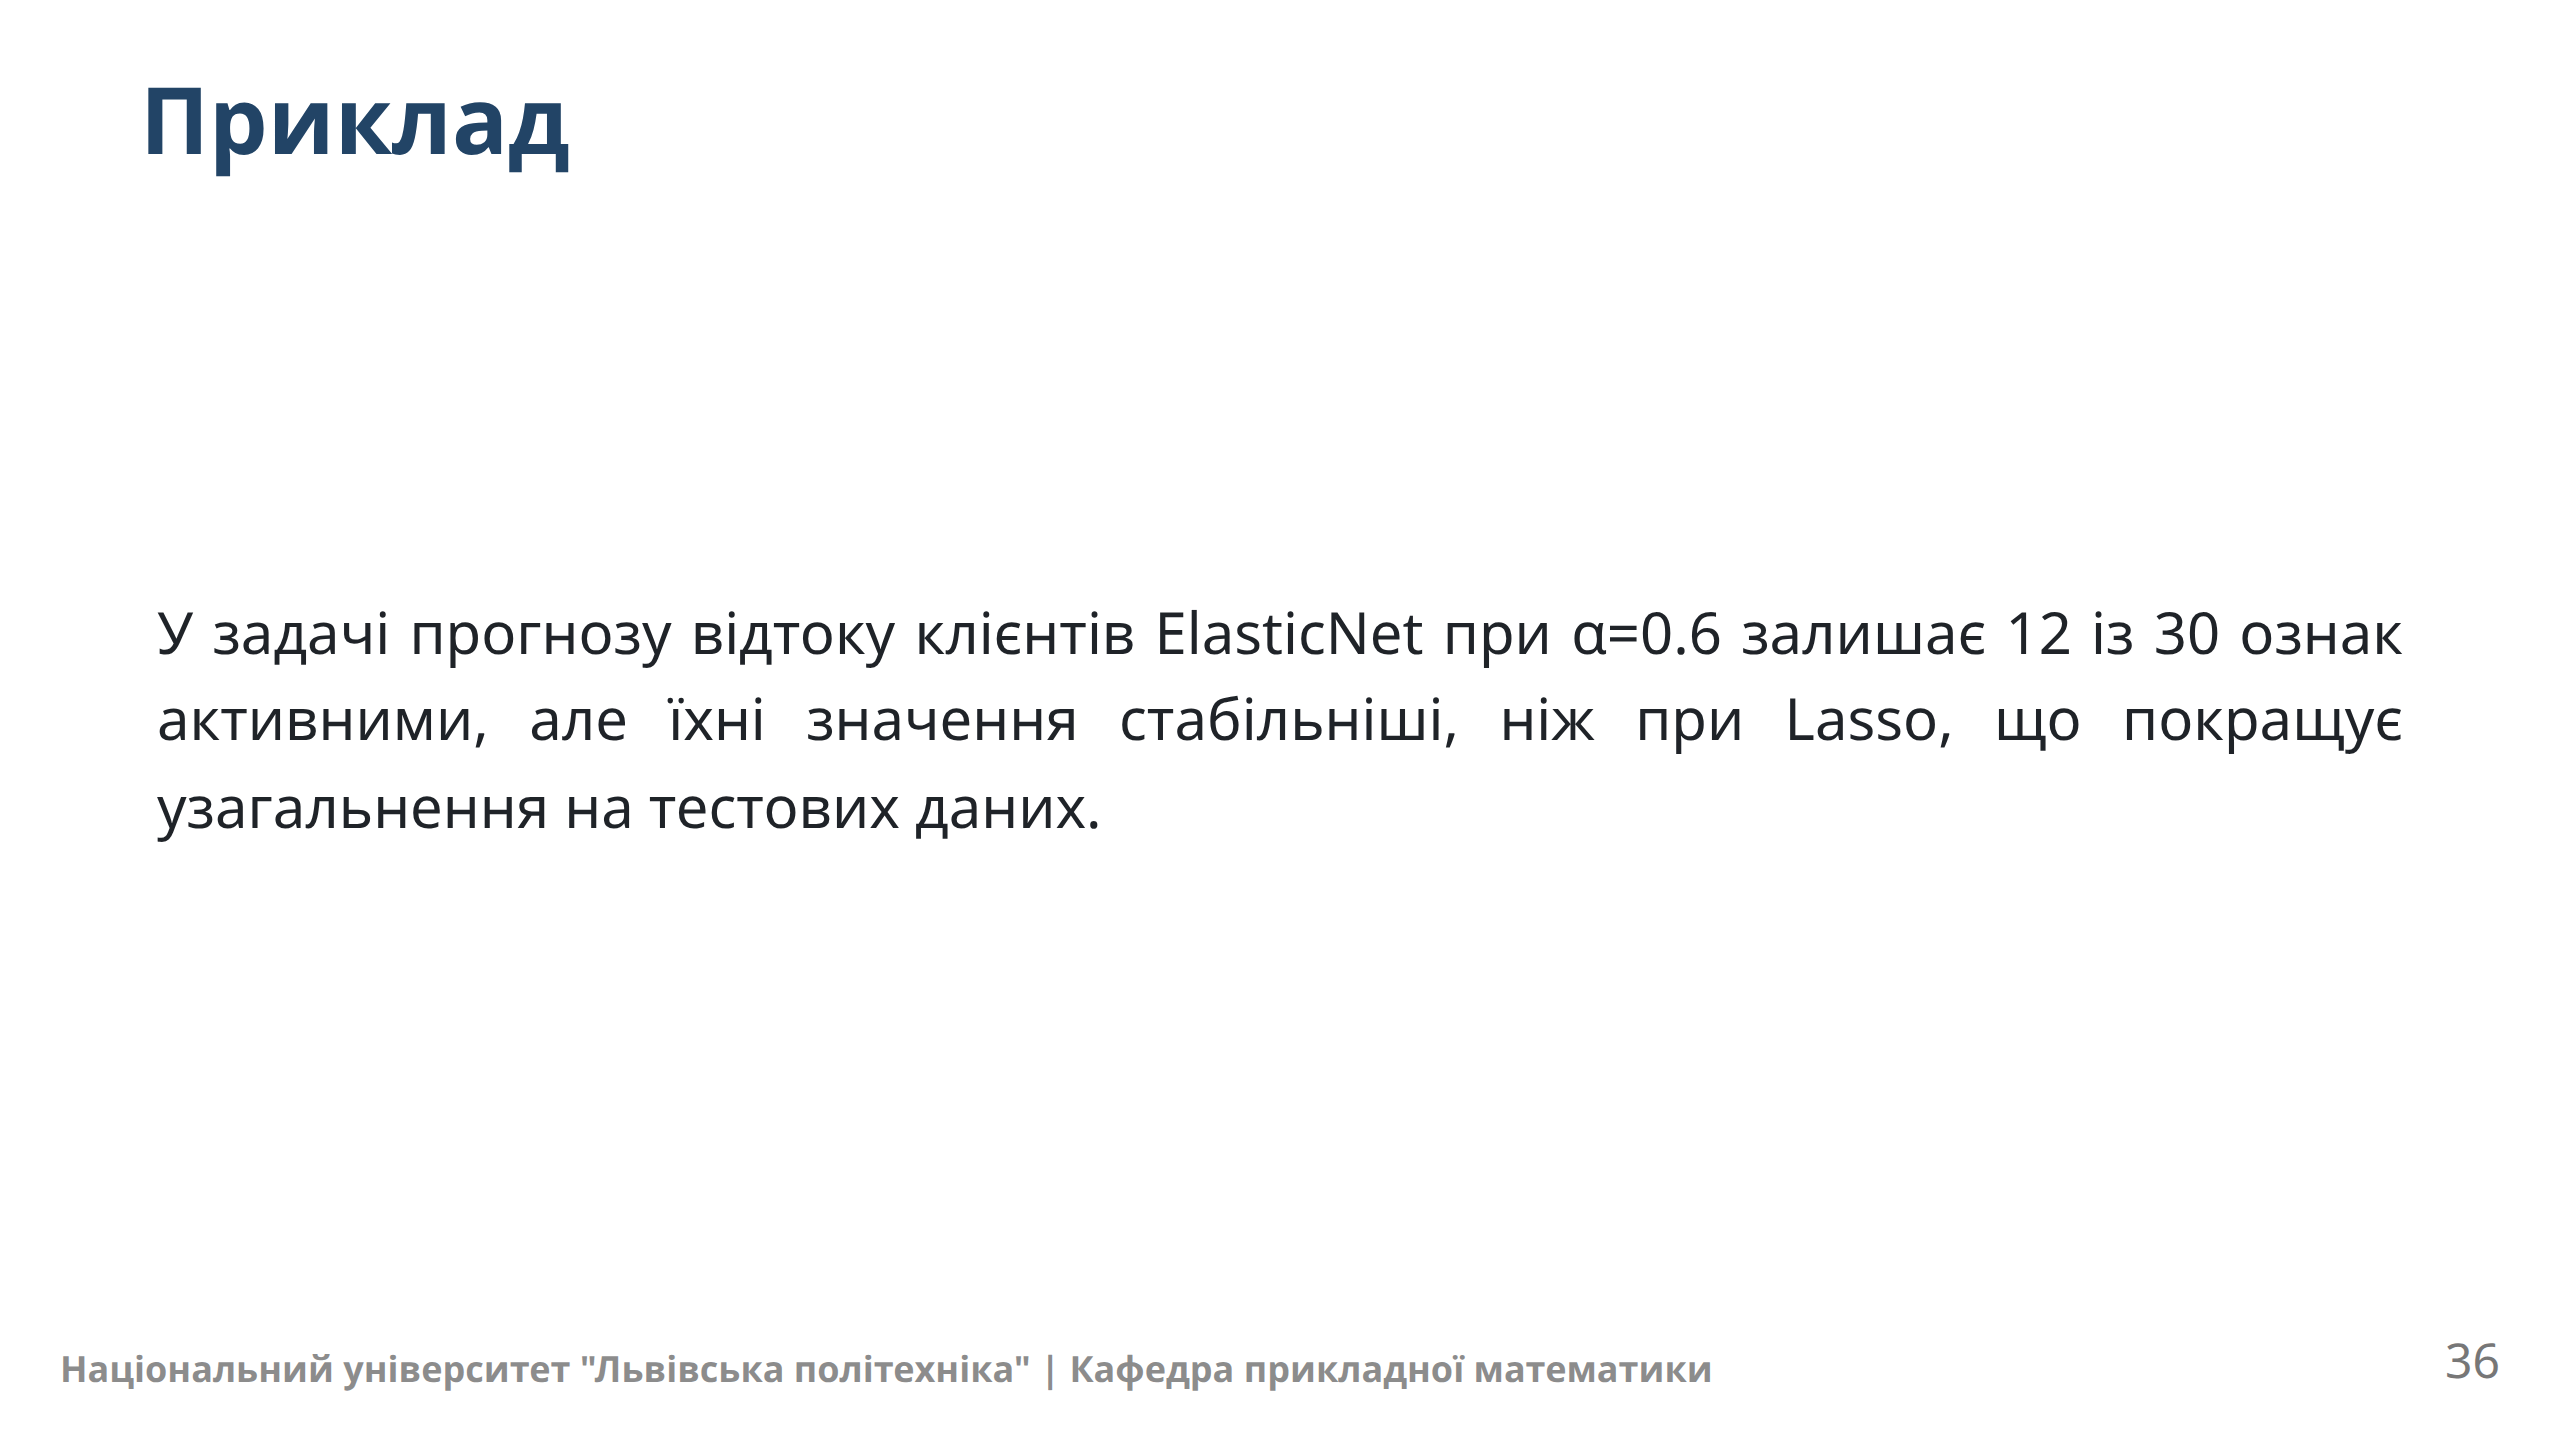 Приклад
У задачі прогнозу відтоку клієнтів ElasticNet при α=0.6 залишає 12 із 30 ознак
активними, але їхні значення стабільніші, ніж при Lasso, що покращує
узагальнення на тестових даних.
Національний університет "Львівська політехніка" | Кафедра прикладної математики
36